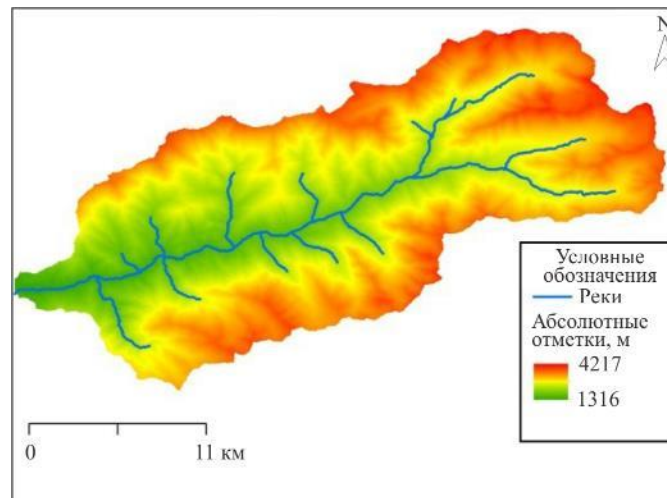 N
Условные
обозначения
Реки
Абсолютные
отметки, м
4217
1316
0 11 км